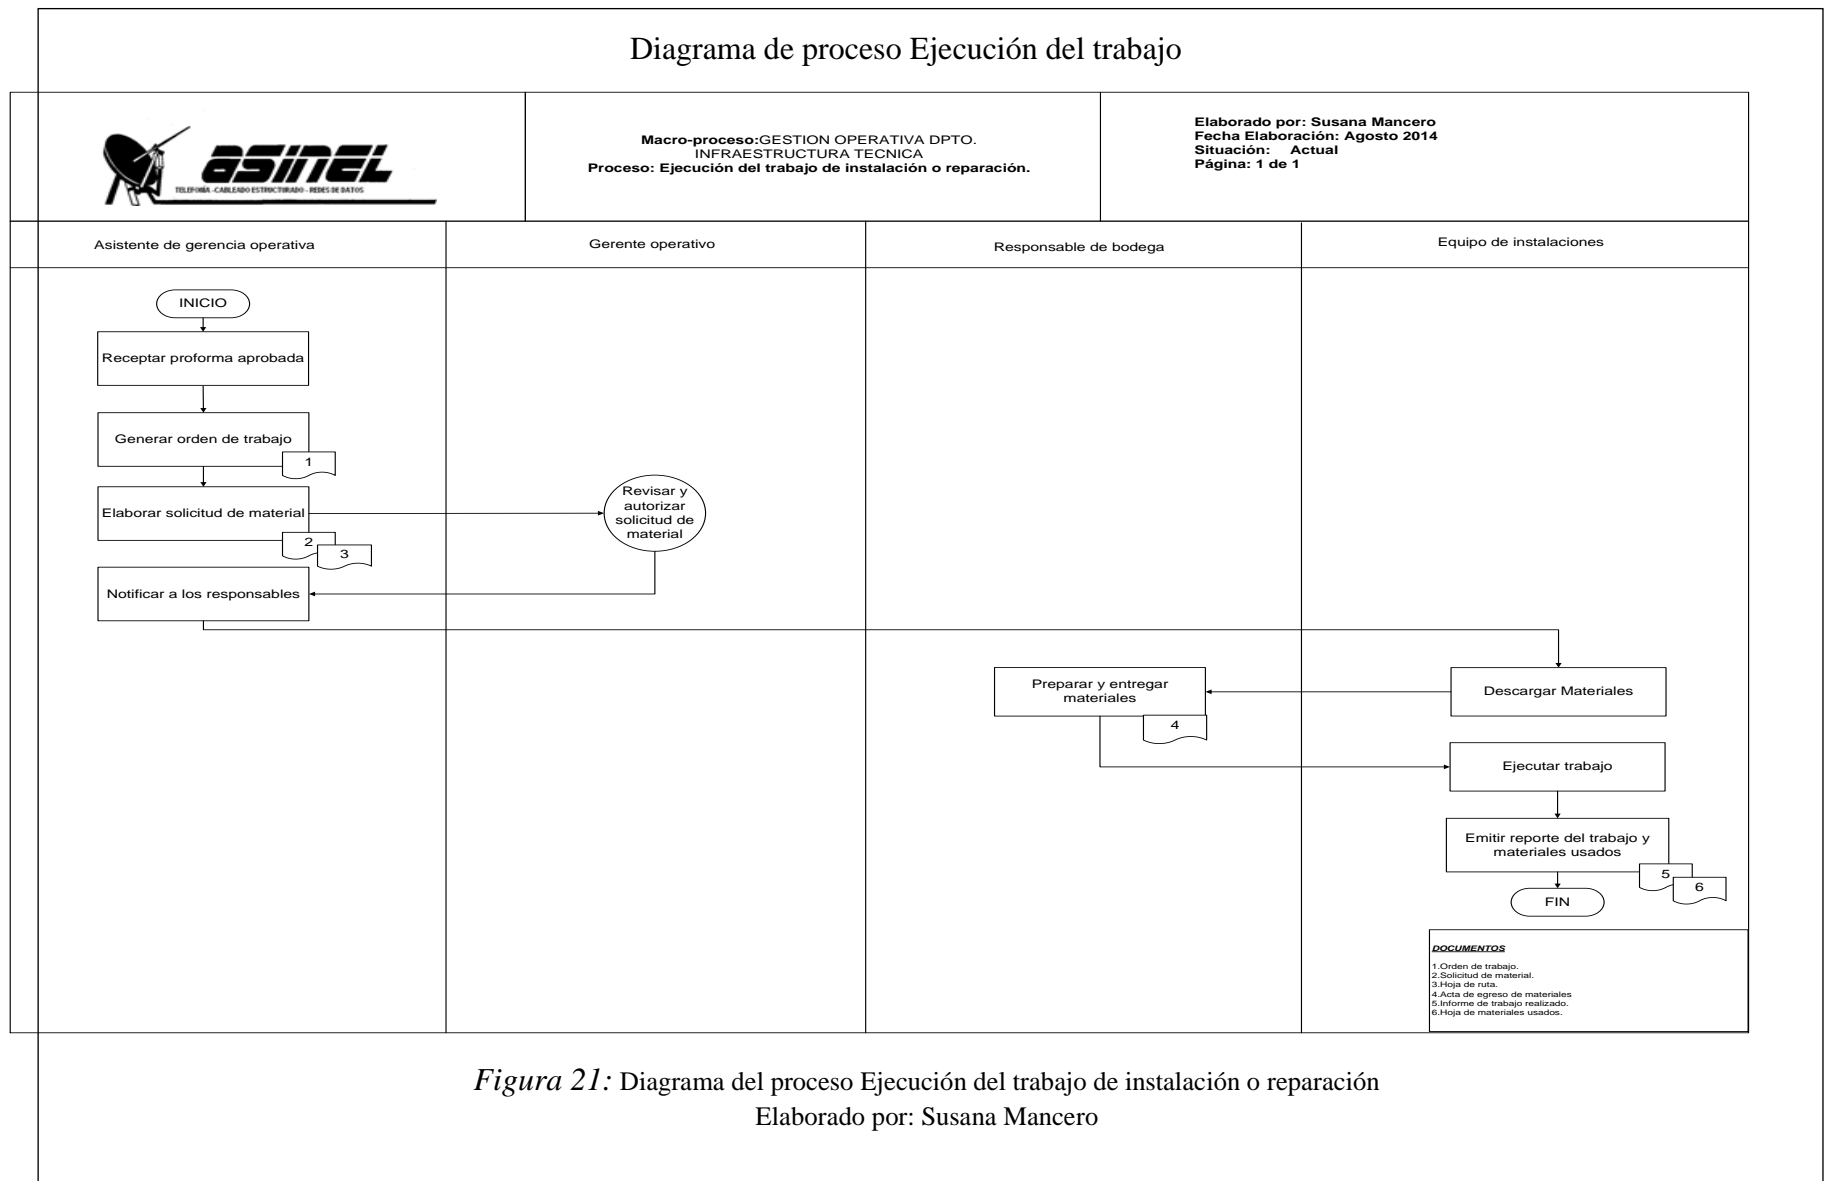 Diagrama de proceso Ejecución del trabajo
ASINEL
TELEFONÍA -CABLEADO ESTRUCTURADO - REDES DE DATOS
Macro-proceso:GESTION OPERATIVA DPTO.
INFRAESTRUCTURA TECNICA
Proceso: Ejecución del trabajo de instalación o reparación.
Elaborado por: Susana Mancero
Fecha Elaboración: Agosto 2014
Situación: Actual
Página: 1 de 1
Asistente de gerencia operativa
Gerente operativo
Responsable de bodega
Equipo de instalaciones
INICIO
Receptar proforma aprobada
Generar orden de trabajo
1
Elaborar solicitud de material
2
3
Revisar y
autorizar
solicitud de
material
Notificar a los responsables
Preparar y entregar
materiales
4
Descargar Materiales
Ejecutar trabajo
Emitir reporte del trabajo y
materiales usados
5
6
FIN
DOCUMENTOS
1.Orden de trabajo.
2.Solicitud de material.
3.Hoja de ruta.
4.Acta de egreso de materiales
5.Informe de trabajo realizado.
6.Hoja de materiales usados.
Figura 21: Diagrama del proceso Ejecución del trabajo de instalación o reparación
Elaborado por: Susana Mancero